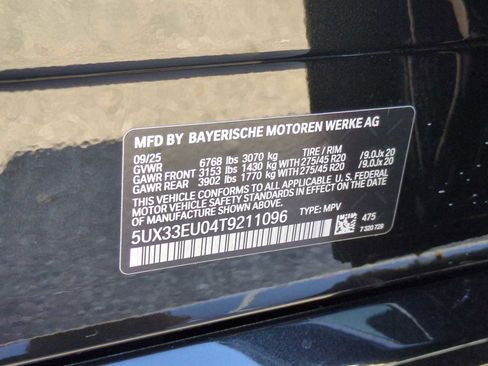 MFD BY BAYERISCHE MOTOREN WERKE AG
09/25 TIRE / RIM
GVWR 6768 lbs 3070 kg
GAWR FRONT 3153 lbs 1430 kg WITH 275/45 R20 /9.0Jx 20
GAWR REAR 3902 lbs 1770 kg WITH 275/45 R20 /9.0Jx 20
THIS VEHICLE CONFORMS TO ALL APPLICABLE U.S. FEDERAL
MOTOR VEHICLE SAFETY STANDARDS IN EFFECT ON THE DATE
OF MANUFACTURE SHOWN ABOVE.
5UX33EU04T9211096 TYPE: MPV
475
7 320 729